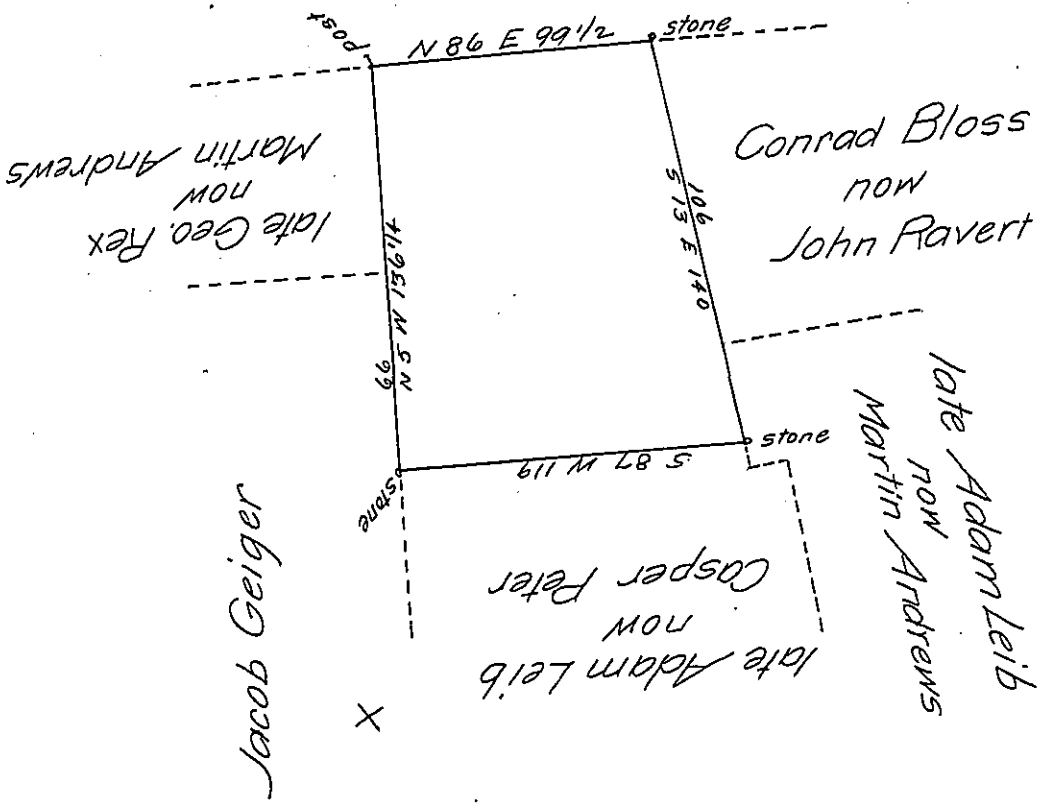 post
N 86 E 99 1/2
stone
late Geo. Rex
now
Martin Andrews
Conrad Bloss
now
John Ravert
N 5 W 136 1/4
99
106
S 13 E 140
stone
S 87 W 119
stone
late Adam Leib
now
Martin Andrews
late Adam Leib
now
Casper Peter
Jacob Geiger
X